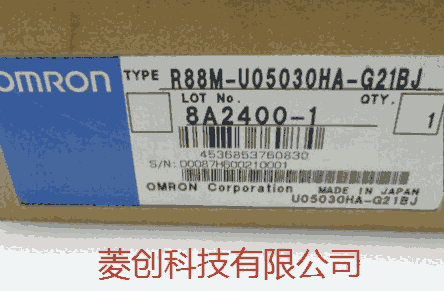 OMRON
TYPE R88M-U05030HA-G21BJ
LOT No. QTY.
8A2400-1 1
4536853760830
S/N: 00087H600210001
OMRON Corporation MADE IN JAPAN
U05030HA-G21BJ
菱创科技有限公司